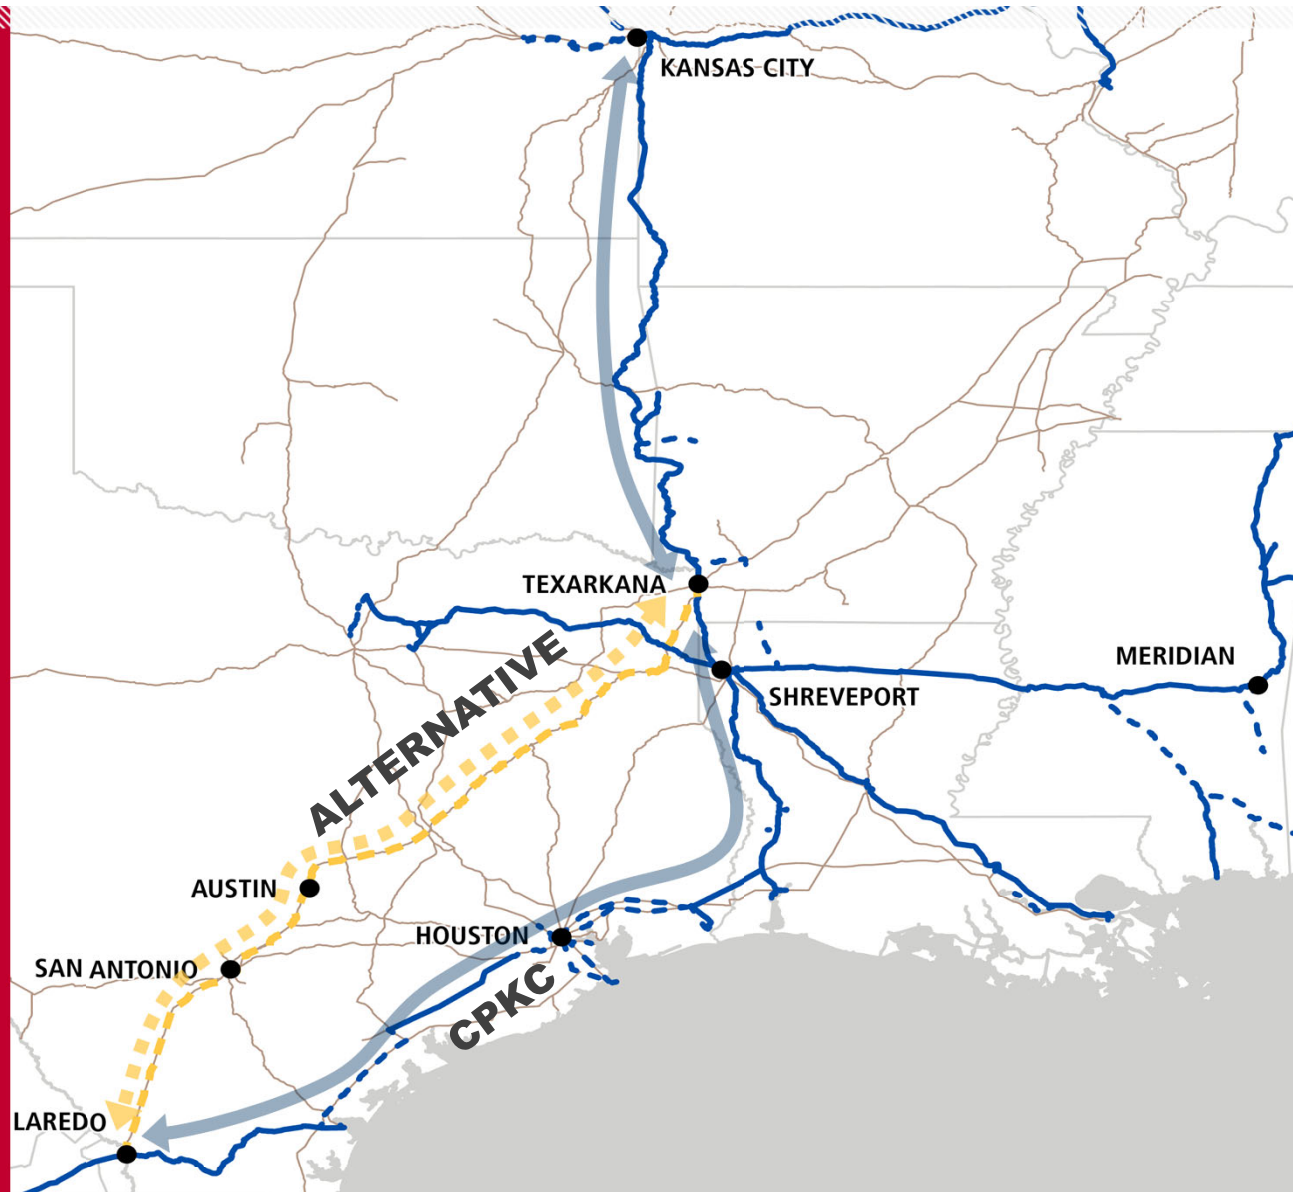 KANSAS CITY
TEXARKANA
ALTERNATIVE
MERIDIAN
SHREVEPORT
AUSTIN
HOUSTON
SAN ANTONIO
CPKC
LAREDO